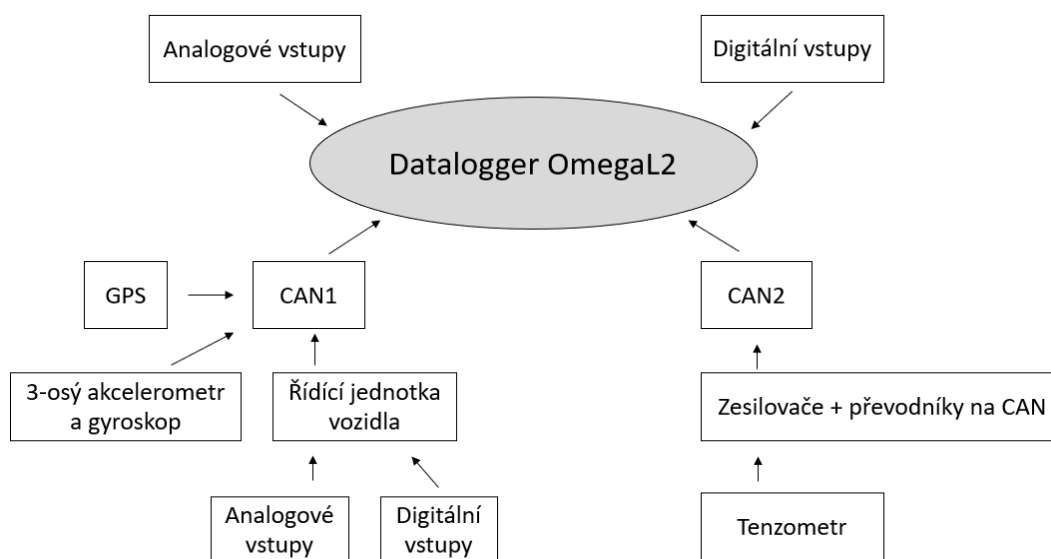 Analogové vstupy
Digitální vstupy
Datalogger OmegaL2
GPS
CAN1
CAN2
3-osý akcelerometr
a gyroskop
Řídící jednotka
vozidla
Zesilovače + převodníky na CAN
Analogové
vstupy
Digitální
vstupy
Tenzometr